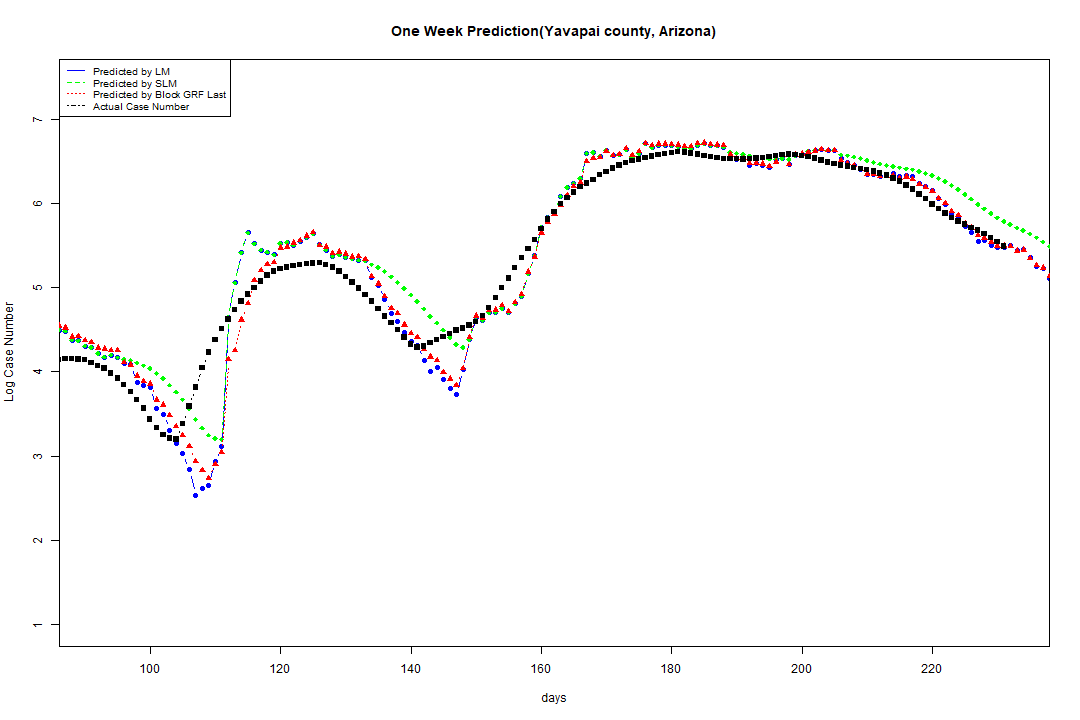 One Week Prediction(Yavapai county, Arizona)
Predicted by LM
Predicted by SLM
Predicted by Block GRF Last
Actual Case Number
Log Case Number
7
6
5
4
3
2
1
100 120 140 160 180 200 220
days